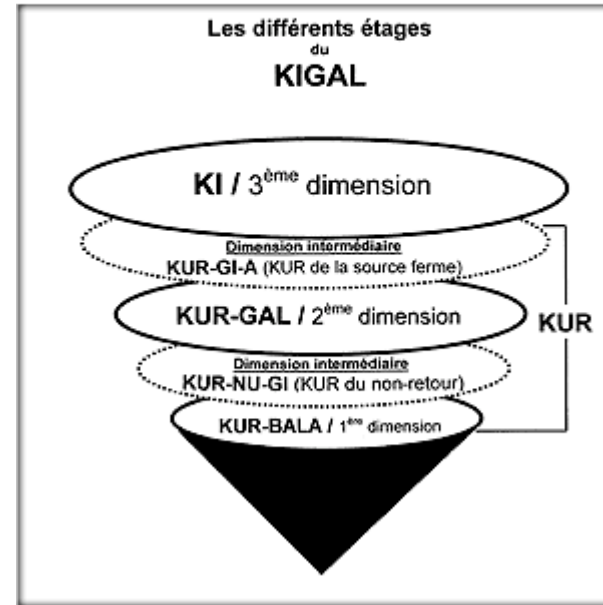 Les différents étages
du
KIGAL
KI / 3ème dimension
Dimension intermédiaire
KUR-GI-A (KUR de la source ferme)
KUR-GAL / 2ème dimension
KUR
Dimension intermédiaire
KUR-NU-GI (KUR du non-retour)
KUR-BALA / 1ère dimension